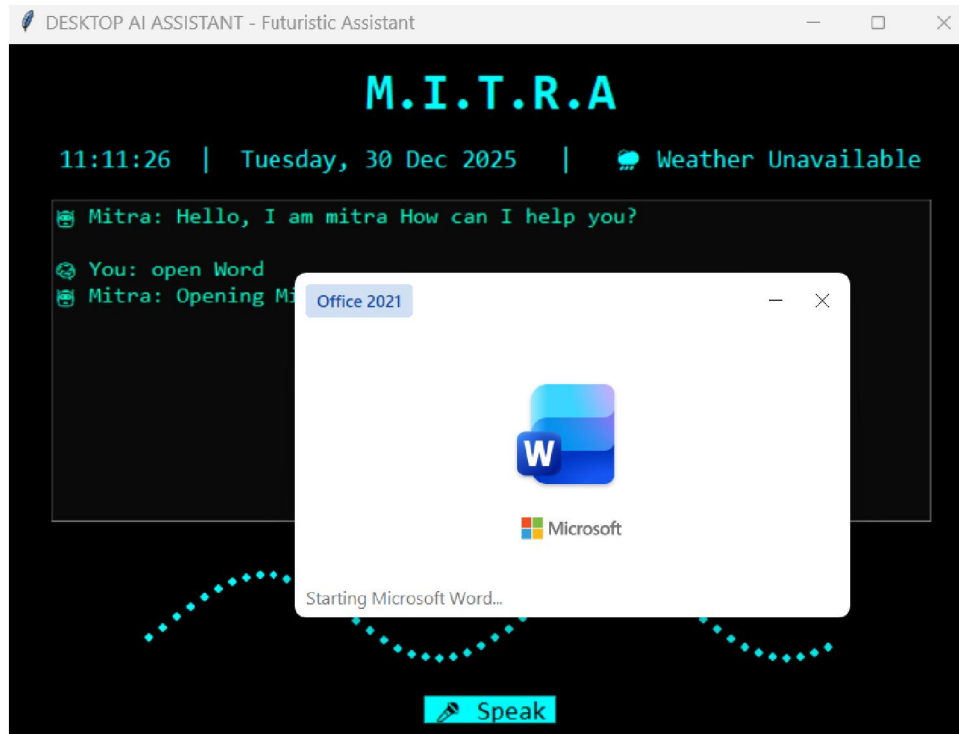 DESKTOP AI ASSISTANT - Futuristic Assistant
M.I.T.R.A
11:11:26 | Tuesday, 30 Dec 2025 | Weather Unavailable
Mitra: Hello, I am mitra How can I help you?
You: open Word
Mitra: Opening Mi
Office 2021
W
Microsoft
Starting Microsoft Word...
Speak